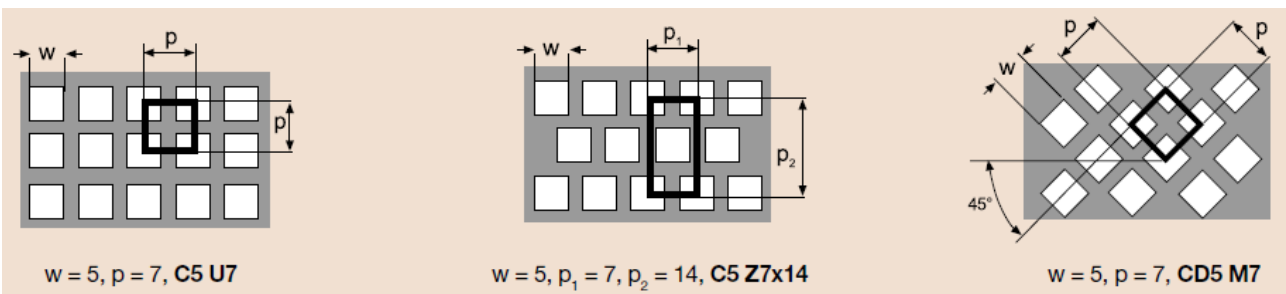 w
p
p
w = 5, p = 7, C5 U7
w
p₁
p₂
w = 5, p₁ = 7, p₂ = 14, C5 Z7x14
p
p
w
45°
w = 5, p = 7, CD5 M7